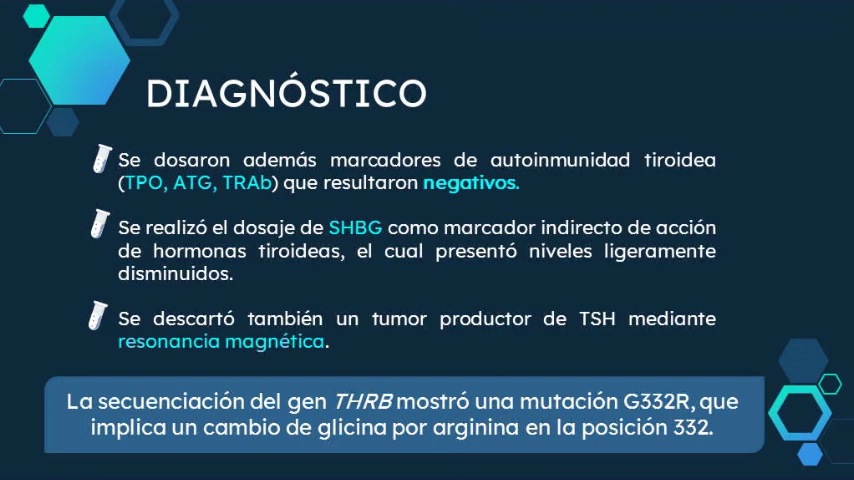 DIAGNÓSTICO
Se dosaron además marcadores de autoinmunidad tiroidea
(TPO, ATG, TRAb) que resultaron negativos.
Se realizó el dosaje de SHBG como marcador indirecto de acción
de hormonas tiroideas, el cual presentó niveles ligeramente
disminuidos.
Se descartó también un tumor productor de TSH mediante
resonancia magnética.
La secuenciación del gen THRB mostró una mutación G332R, que
implica un cambio de glicina por arginina en la posición 332.